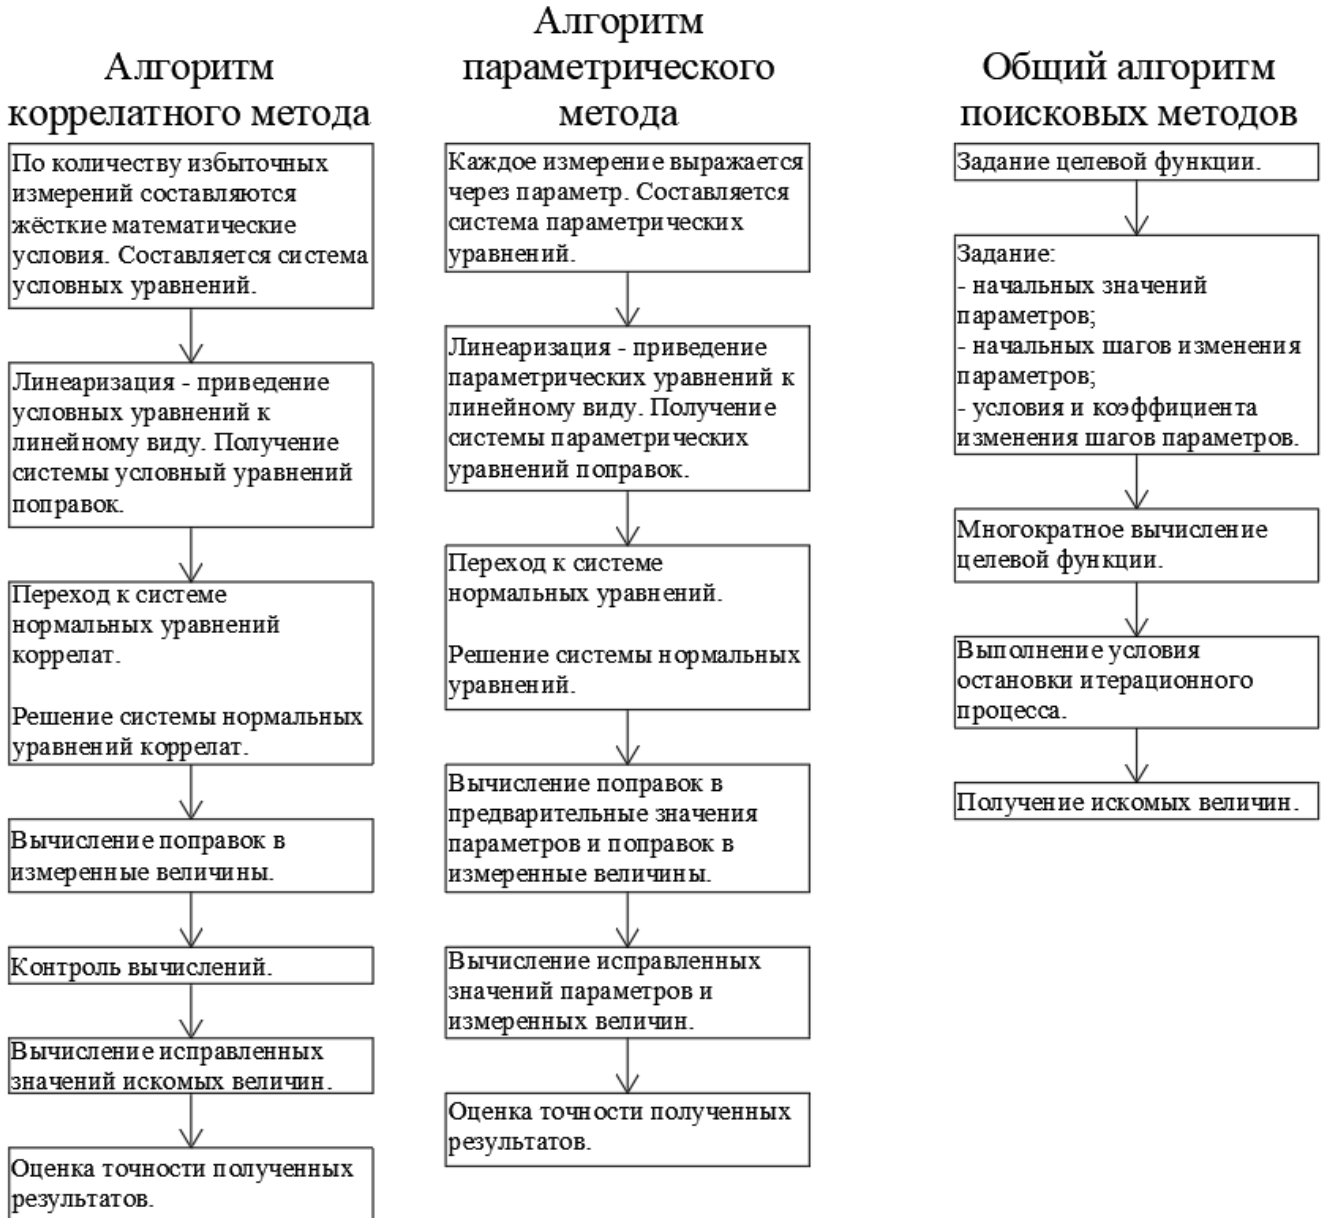 Алгоритм
коррелатного метода
По количеству избыточных
измерений составляются
жёсткие математические
условия. Составляется система
условных уравнений.
Линеаризация - приведение
условных уравнений к
линейному виду. Получение
системы условный уравнений
поправок.
Переход к системе
нормальных уравнений
коррелат.
Решение системы нормальных
уравнений коррелат.
Вычисление поправок в
измеренные величины.
Контроль вычислений.
Вычисление исправленных
значений искомых величин.
Оценка точности полученных
результатов.
Алгоритм
параметрического
метода
Каждое измерение выражается
через параметр. Составляется
система параметрических
уравнений.
Линеаризация - приведение
параметрических уравнений к
линейному виду. Получение
системы параметрических
уравнений поправок.
Переход к системе
нормальных уравнений.
Решение системы нормальных
уравнений.
Вычисление поправок в
предварительные значения
параметров и поправок в
измеренные величины.
Вычисление исправленных
значений параметров и
измеренных величин.
Оценка точности полученных
результатов.
Общий алгоритм
поисковых методов
Задание целевой функции.
Задание:
- начальных значений
параметров;
- начальных шагов изменения
параметров;
- условия и коэффициента
изменения шагов параметров.
Многократное вычисление
целевой функции.
Выполнение условия
остановки итерационного
процесса.
Получение искомых величин.